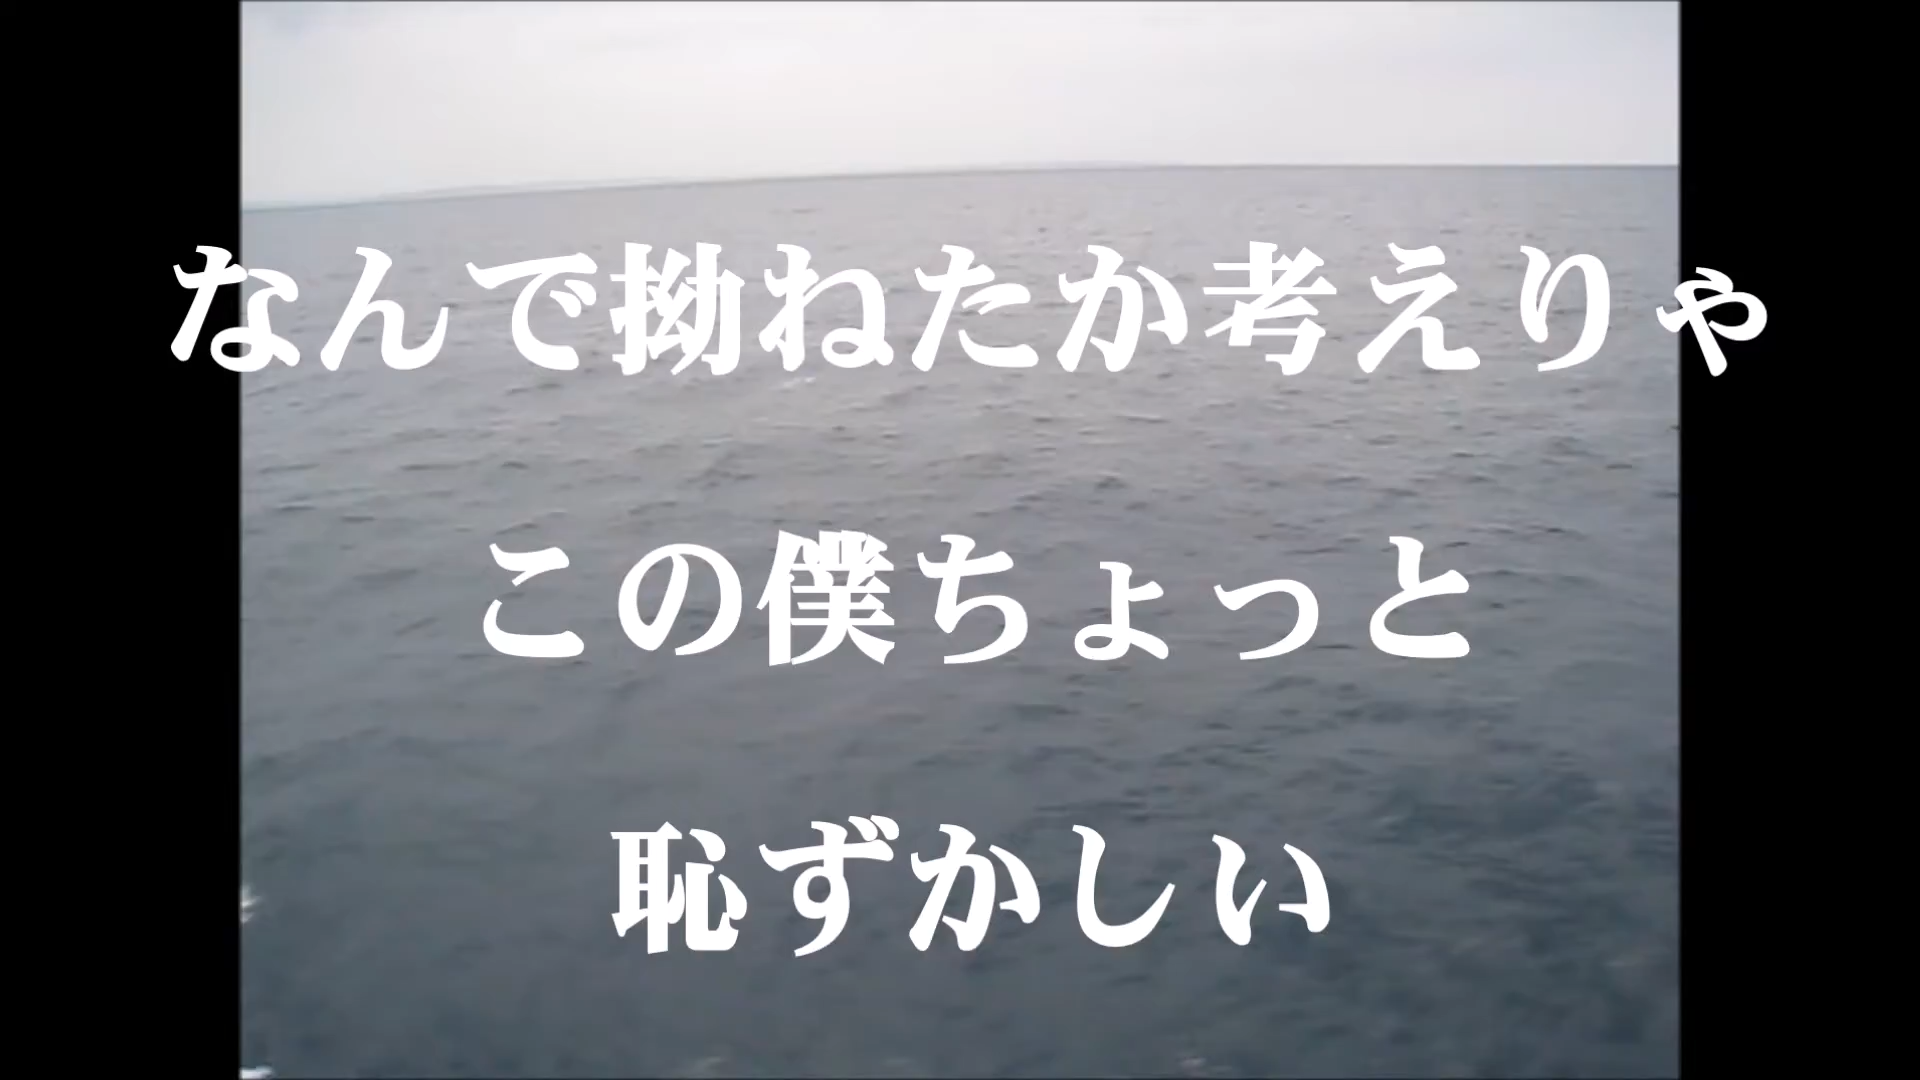 なんで拗ねたか考えりゃ
この僕ちょっと
恥ずかしい